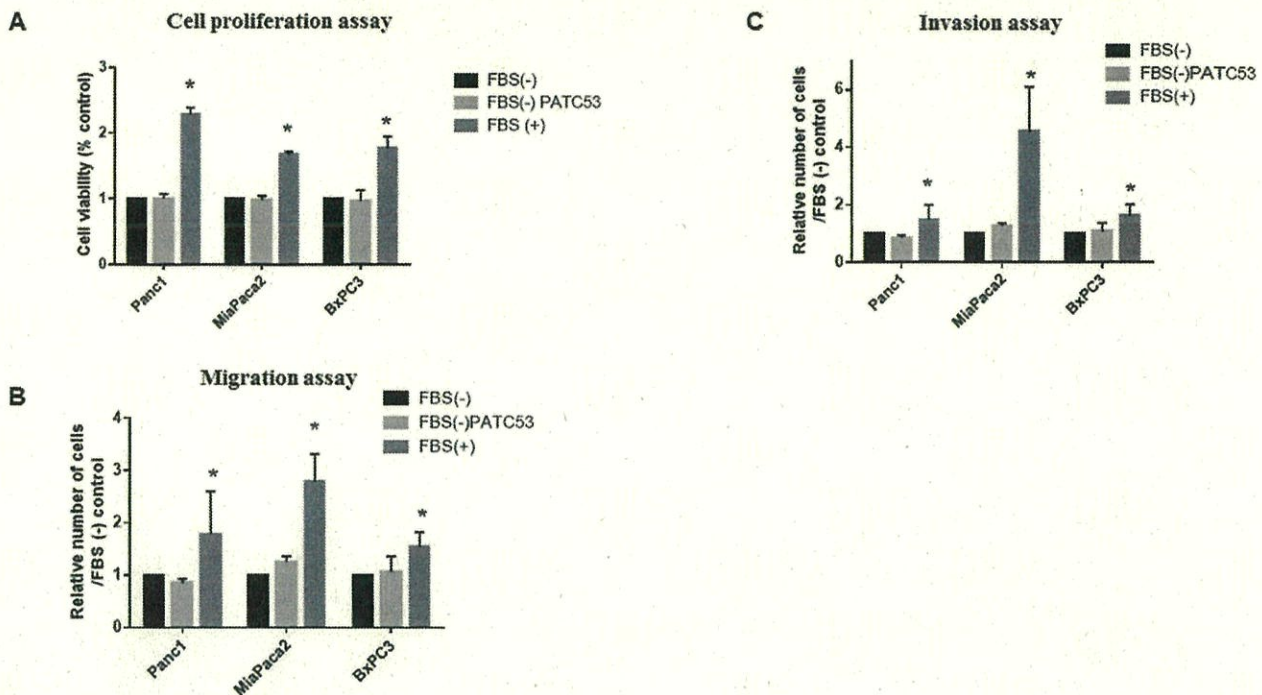 A
Cell proliferation assay
Cell viability (% control)
3
2
1
0
*
*
*
FBS(-)
FBS(-) PATC53
FBS (+)
Panc1
MiaPaca2
BxPC3
C
Invasion assay
Relative number of cells
/FBS (-) control
6
4
2
0
*
*
*
FBS(-)
FBS(-)PATC53
FBS(+)
Panc1
MiaPaca2
BxPC3
B
Migration assay
Relative number of cells
/FBS (-) control
4
3
2
1
0
*
*
*
FBS(-)
FBS(-)PATC53
FBS(+)
Panc1
MiaPaca2
BxPC3